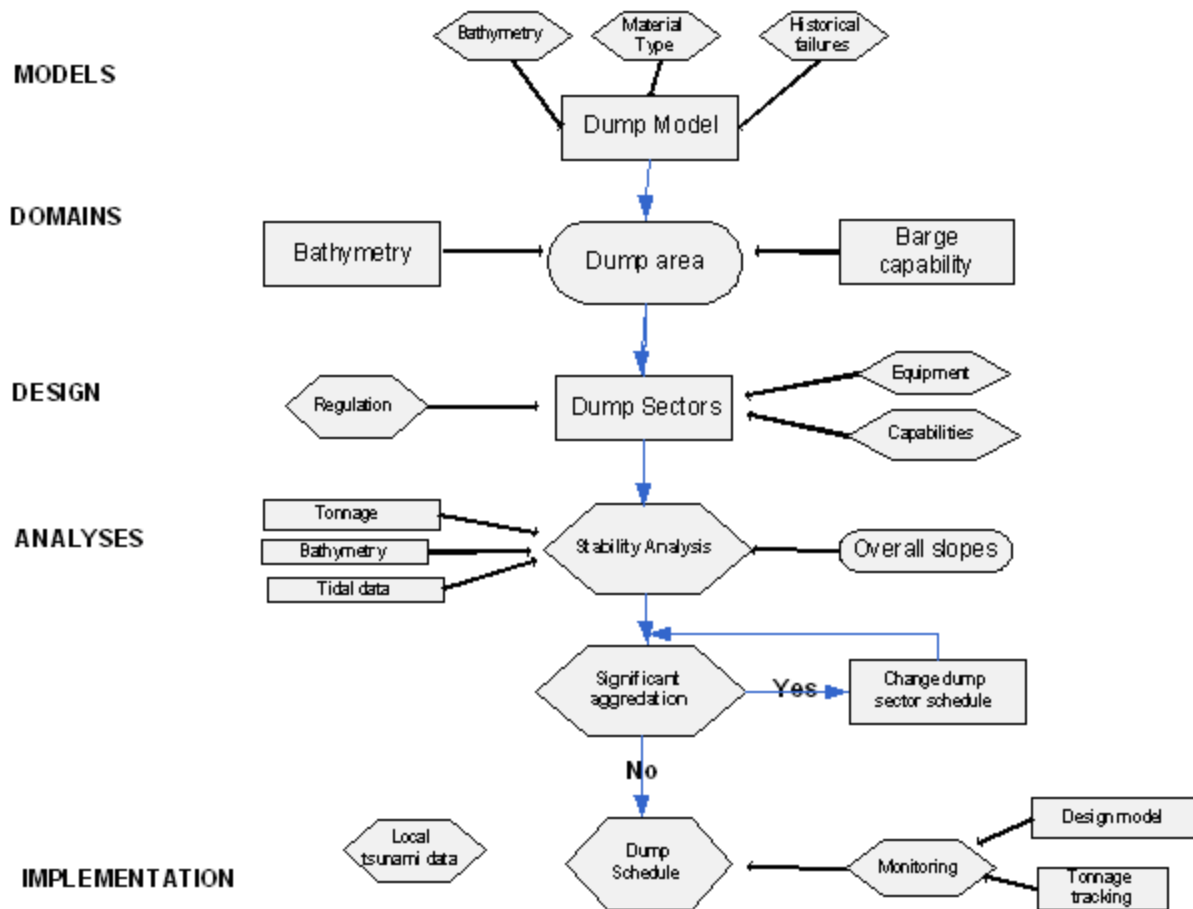 Bathymetry
Material
Type
Historical
failures
MODELS
Dump Model
DOMAINS
Bathymetry
Dump area
Barge
capability
DESIGN
Regulation
Dump Sectors
Equipment
Capabilities
ANALYSES
Tonnage
Bathymetry
Tidal data
Stability Analysis
Overall slopes
Significant
aggredation
Yes
Change dump
sector schedule
No
Local
tsunami data
Dump
Schedule
Monitoring
Design model
Tonnage
tracking
IMPLEMENTATION